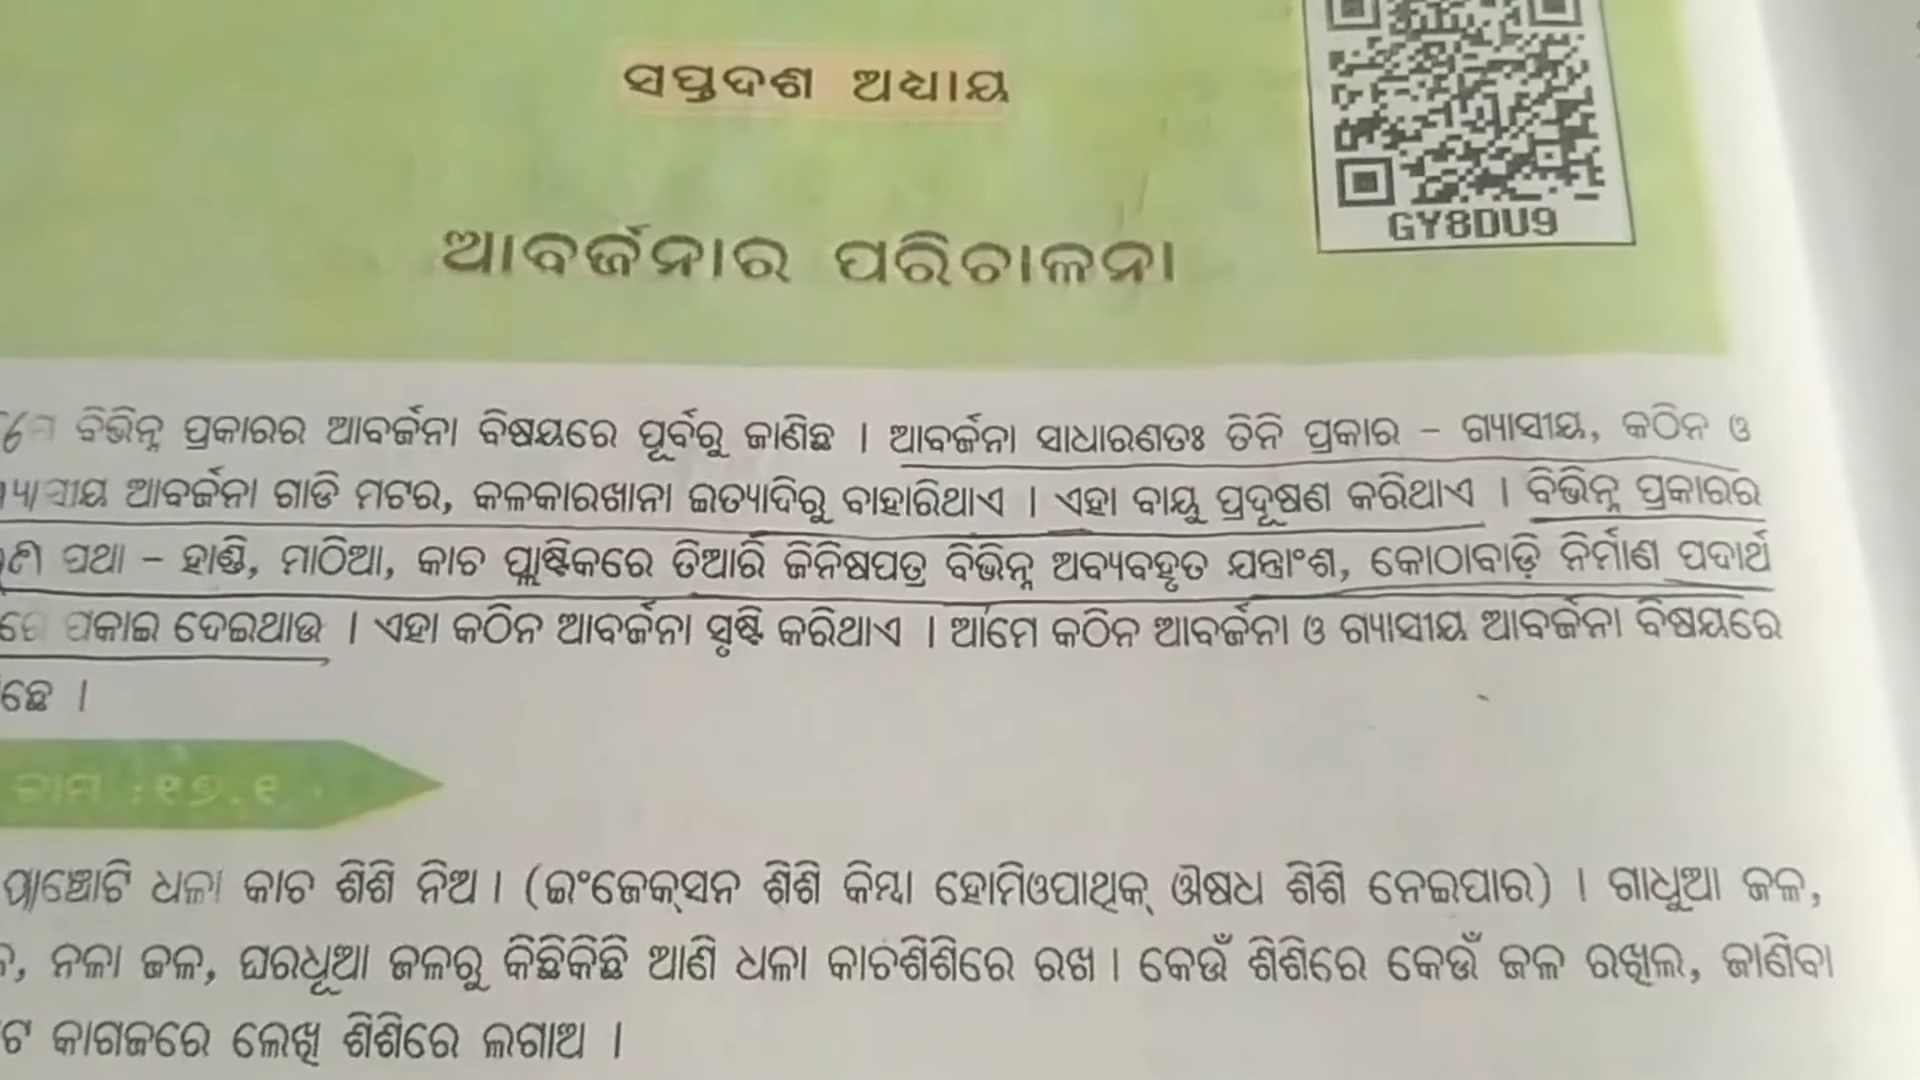 ସପ୍ତଦଶ ଅଧ୍ୟାୟ
GY8DU9
ଆବର୍ଜନାର ପରିଚାଳନା
ବିଭିନ୍ନ ପ୍ରକାରର ଆବର୍ଜନା ବିଷୟରେ ପୂର୍ବରୁ ଜାଣିଛ । ଆବର୍ଜନା ସାଧାରଣତଃ ତିନି ପ୍ରକାର – ଗ୍ୟାସୀୟ, କଠିନ ଓ
ଆବର୍ଜନା ଗାଡି ମଟର, କଳକାରଖାନା ଇତ୍ୟାଦିରୁ ବାହାରିଥାଏ । ଏହା ବାୟୁ ପ୍ରଦୂଷଣ କରିଥାଏ । ବିଭିନ୍ନ ପ୍ରକାରର
ପଥା – ହାଣ୍ଡି, ମାଠିଆ, କାଚ ପ୍ଲାଷ୍ଟିକରେ ତିଆରି ଜିନିଷପତ୍ର ବିଭିନ୍ନ ଅବ୍ୟବହୃତ ଯନ୍ତ୍ରାଂଶ, କୋଠାବାଡ଼ି ନିର୍ମାଣ ପଦାର୍ଥ
ପକାଇ ଦେଇଥାଉ । ଏହା କଠିନ ଆବର୍ଜନା ସୃଷ୍ଟି କରିଥାଏ । ଆମେ କଠିନ ଆବର୍ଜନା ଓ ଗ୍ୟାସୀୟ ଆବର୍ଜନା ବିଷୟରେ
ଛେ ।
କାମ : ୧୭.୧
ପାଞ୍ଚୋଟି ଧଳା କାଚ ଶିଶି ନିଅ । (ଇଂଜେକ୍ସନ ଶିଶି କିମ୍ବା ହୋମିଓପାଥିକ୍ ଔଷଧ ଶିଶି ନେଇପାର) । ଗାଧୁଆ ଜଳ,
ନଳା ଜଳ, ଘରଧୂଆ ଜଳରୁ କିଛିକିଛି ଆଣି ଧଳା କାଚଶିଶିରେ ରଖ । କେଉଁ ଶିଶିରେ କେଉଁ ଜଳ ରଖିଲ, ଜାଣିବା
କାଗଜରେ ଲେଖି ଶିଶିରେ ଲଗାଅ ।